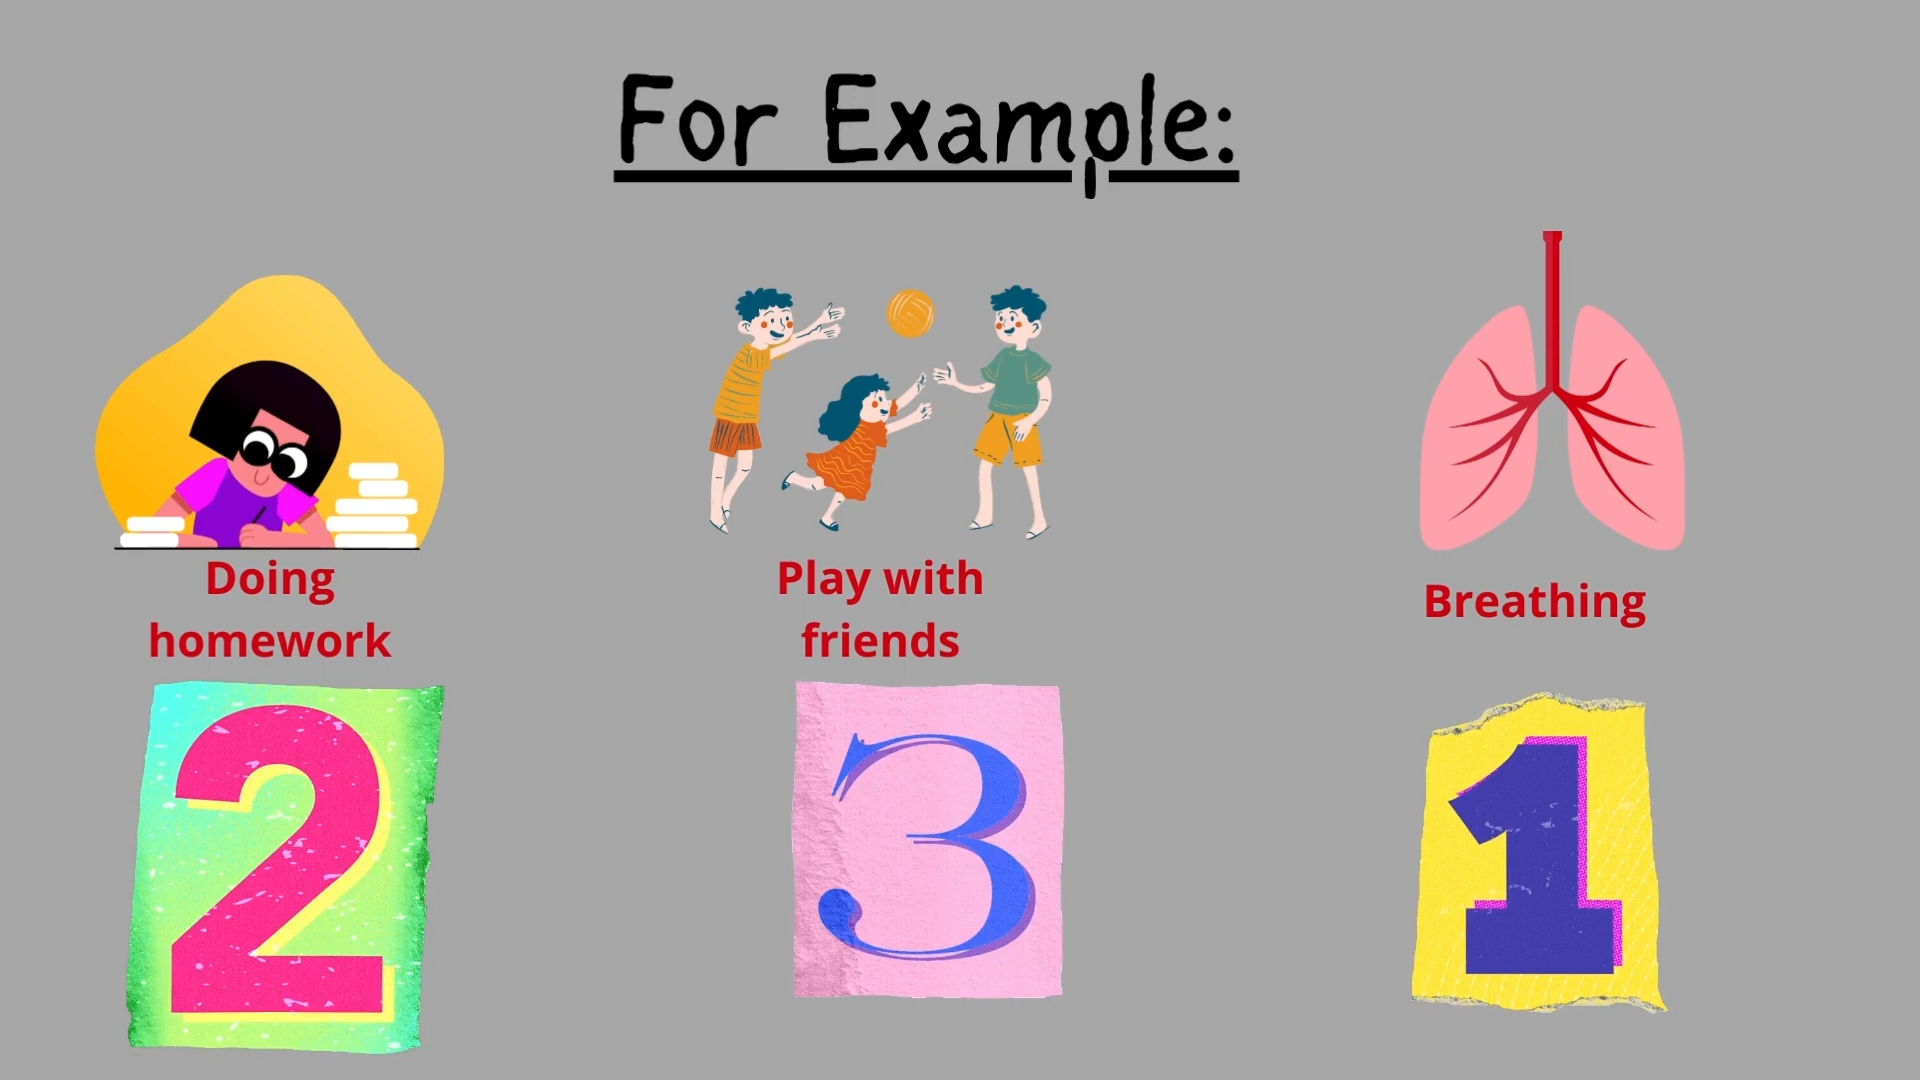 For Example:
Doing
homework
Play with
friends
Breathing
2
3
1